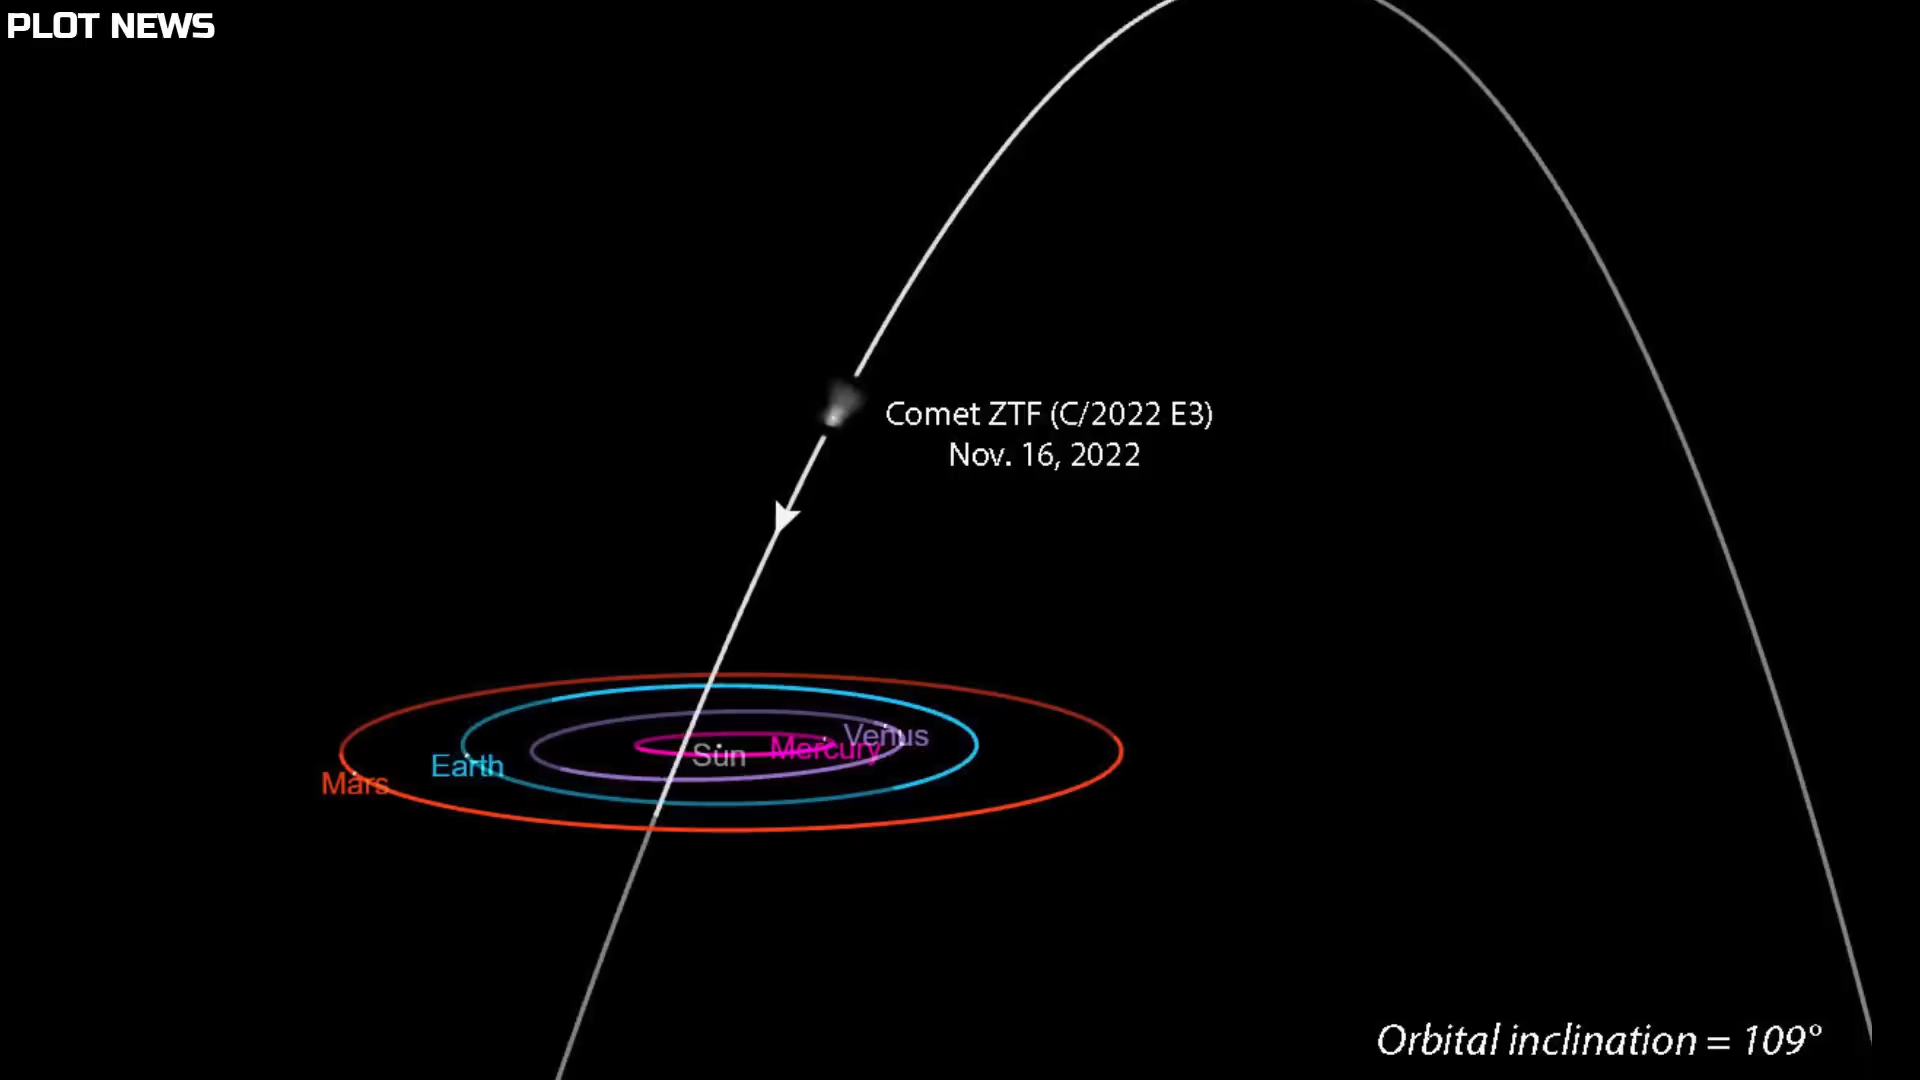 PLOT NEWS
Comet ZTF (C/2022 E3)
Nov. 16, 2022
Venus
Mercury
Sun
Earth
Mars
Orbital inclination = 109°